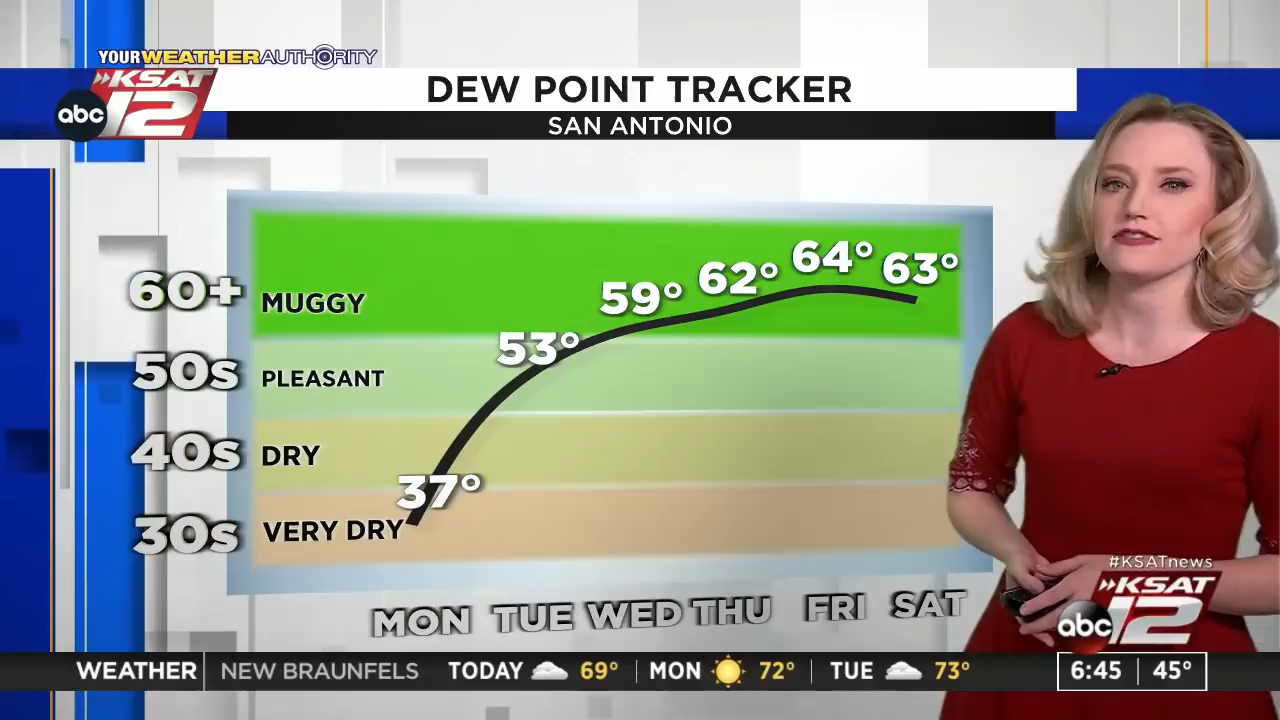 YOUR WEATHER AUTHORITY
KSAT
abc 12
DEW POINT TRACKER
SAN ANTONIO
60+ MUGGY
50s PLEASANT
40s DRY
30s VERY DRY
37° 53° 59° 62° 64° 63°
MON TUE WED THU FRI SAT
#KSATnews
KSAT
abc 12
WEATHER NEW BRAUNFELS TODAY 69° MON 72° TUE 73° 6:45 45°